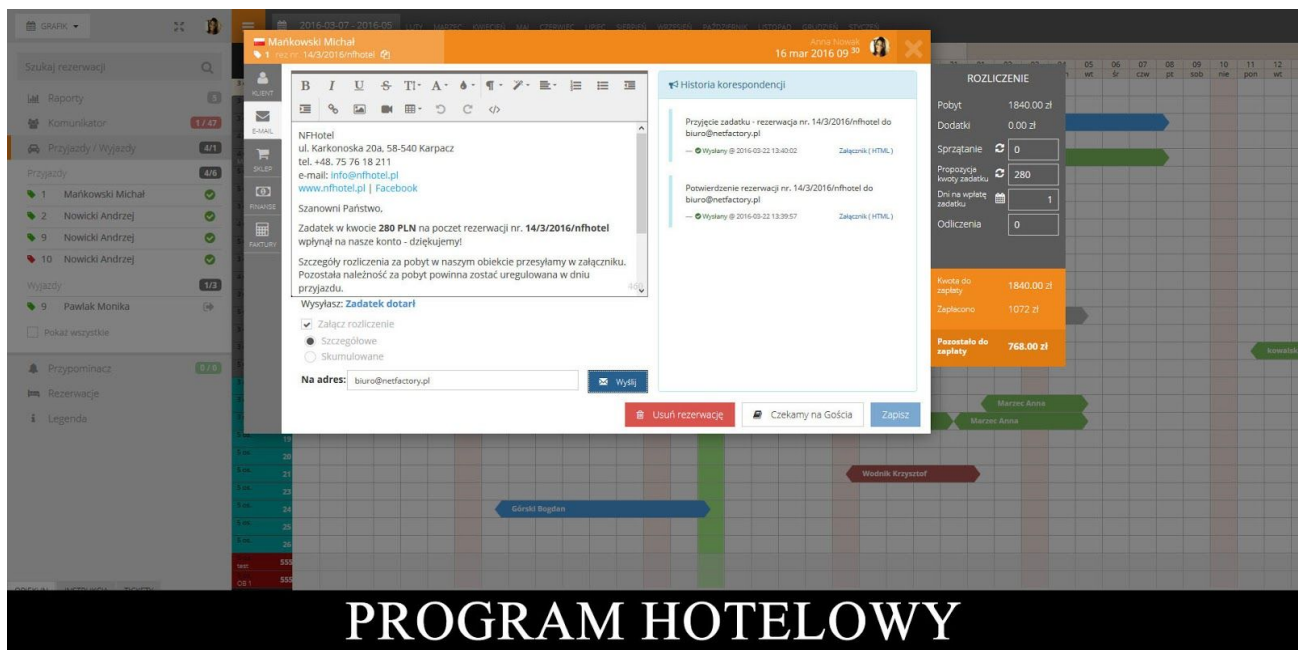 GRAFIK
2016-03-07 - 2016-05 LUTY MARZEC KWIECIEŃ MAJ CZERWIEC LIPIEC SIERPIEŃ WRZESIEŃ PAŹDZIERNIK LISTOPAD GRUDZIEŃ STYCZEŃ
Szukaj rezerwacji
Raporty 3
Komunikator 1 / 47
Przyjazdy / Wyjazdy 4/1
Przyjazdy 4/6
1 Mańkowski Michał
2 Nowicki Andrzej
9 Nowicki Andrzej
10 Nowicki Andrzej
Wyjazdy 1/3
9 Pawlak Monika
Pokaż wszystkie
Przypominacz 0 / 0
Rezerwacje
Legenda
Mańkowski Michał
1 rez nr. 14/3/2016/nfhotel
Anna Nowak
16 mar 2016 09 30
KLIENT
E-MAIL
SKLEP
FINANSE
FAKTURY
NFHotel
ul. Karkonoska 20a, 58-540 Karpacz
tel. +48. 75 76 18 211
e-mail: info@nfhotel.pl
www.nfhotel.pl | Facebook
Szanowni Państwo,
Zadatek w kwocie 280 PLN na poczet rezerwacji nr. 14/3/2016/nfhotel
wpłynął na nasze konto - dziękujemy!
Szczegóły rozliczenia za pobyt w naszym obiekcie przesyłamy w załączniku.
Pozostała należność za pobyt powinna zostać uregulowana w dniu
przyjazdu.
Wysyłasz: Zadatek dotarł
Załącz rozliczenie
Szczegółowe
Skumulowane
Na adres: biuro@netfactory.pl
Wyślij
Historia korespondencji
Przyjęcie zadatku - rezerwacja nr. 14/3/2016/nfhotel do
biuro@netfactory.pl
— Wysłany @ 2016-03-22 13:40:02 Załącznik ( HTML )
Potwierdzenie rezerwacji nr. 14/3/2016/nfhotel do
biuro@netfactory.pl
— Wysłany @ 2016-03-22 13:39:57 Załącznik ( HTML )
Usuń rezerwację
Czekamy na Gościa
Zapisz
ROZLICZENIE
Pobyt 1840.00 zł
Dodatki 0.00 zł
Sprzątanie 0
Propozycja
kwoty zadatku 280
Dni na wpłatę
zadatku 1
Odliczenia 0
Kwota do
zapłaty 1840.00 zł
Zapłacono 1072 zł
Pozostało do
zapłaty 768.00 zł
05 06 07 08 09 10 11 12
wt śr czw pt sob nie pon wt
Marzec Anna
Marzec Anna
Wodnik Krzysztof
Górski Bogdan
19
20
21
23
24
25
26
test 555
OB 1 555
PROGRAM HOTELOWY